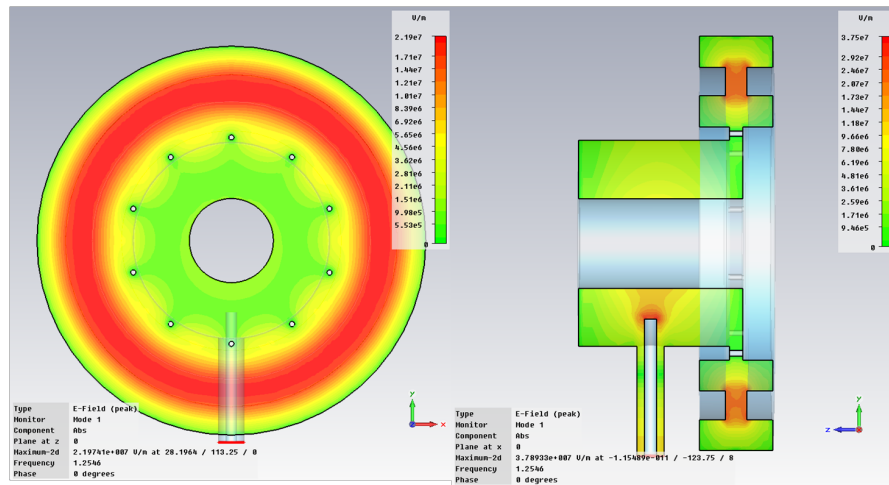 V/m
2.19e7
1.71e7
1.44e7
1.21e7
1.01e7
8.39e6
6.92e6
5.65e6
4.56e6
3.62e6
2.81e6
2.11e6
1.51e6
9.98e5
5.53e5
0
Type E-Field (peak)
Monitor Mode 1
Component Abs
Plane at z 0
Maximum-2d 2.19741e+007 V/m at 28.1964 / 113.25 / 0
Frequency 1.2546
Phase 0 degrees
y
x
V/m
3.75e7
2.92e7
2.46e7
2.07e7
1.73e7
1.44e7
1.18e7
9.66e6
7.80e6
6.19e6
4.81e6
3.61e6
2.59e6
1.71e6
9.46e5
0
Type E-Field (peak)
Monitor Mode 1
Component Abs
Plane at x 0
Maximum-2d 3.78933e+007 V/m at -1.15489e-011 / -123.75 / 8
Frequency 1.2546
Phase 0 degrees
y
z